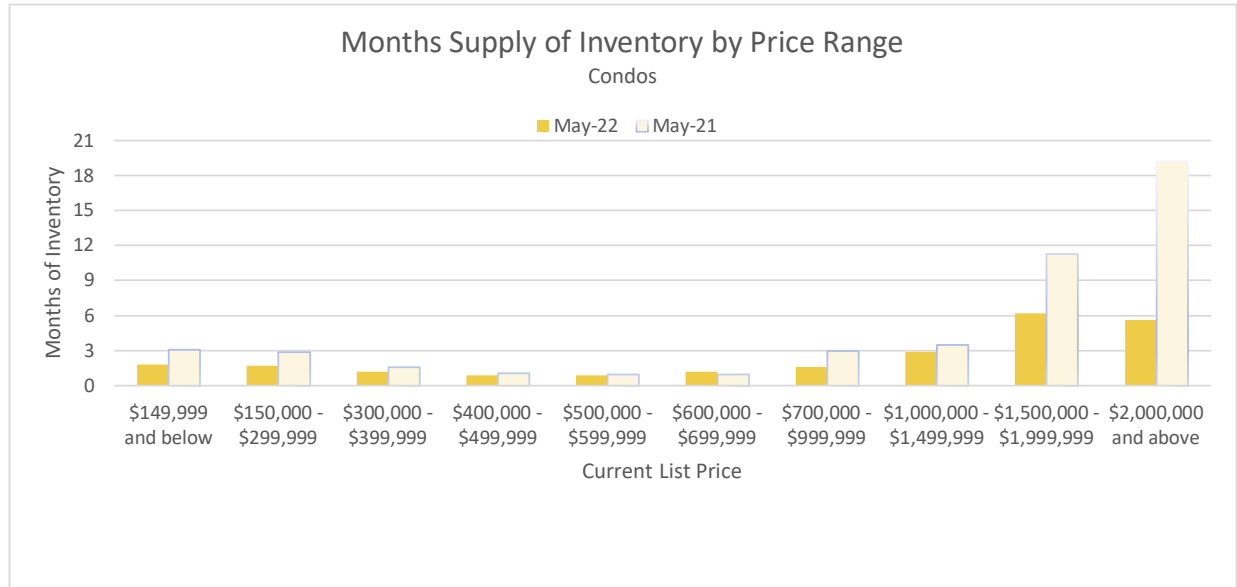 Months Supply of Inventory by Price Range
Condos
May-22 May-21
Months of Inventory
21
18
15
12
9
6
3
0
$149,999 and below
$150,000 - $299,999
$300,000 - $399,999
$400,000 - $499,999
$500,000 - $599,999
$600,000 - $699,999
$700,000 - $999,999
$1,000,000 - $1,499,999
$1,500,000 - $1,999,999
$2,000,000 and above
Current List Price